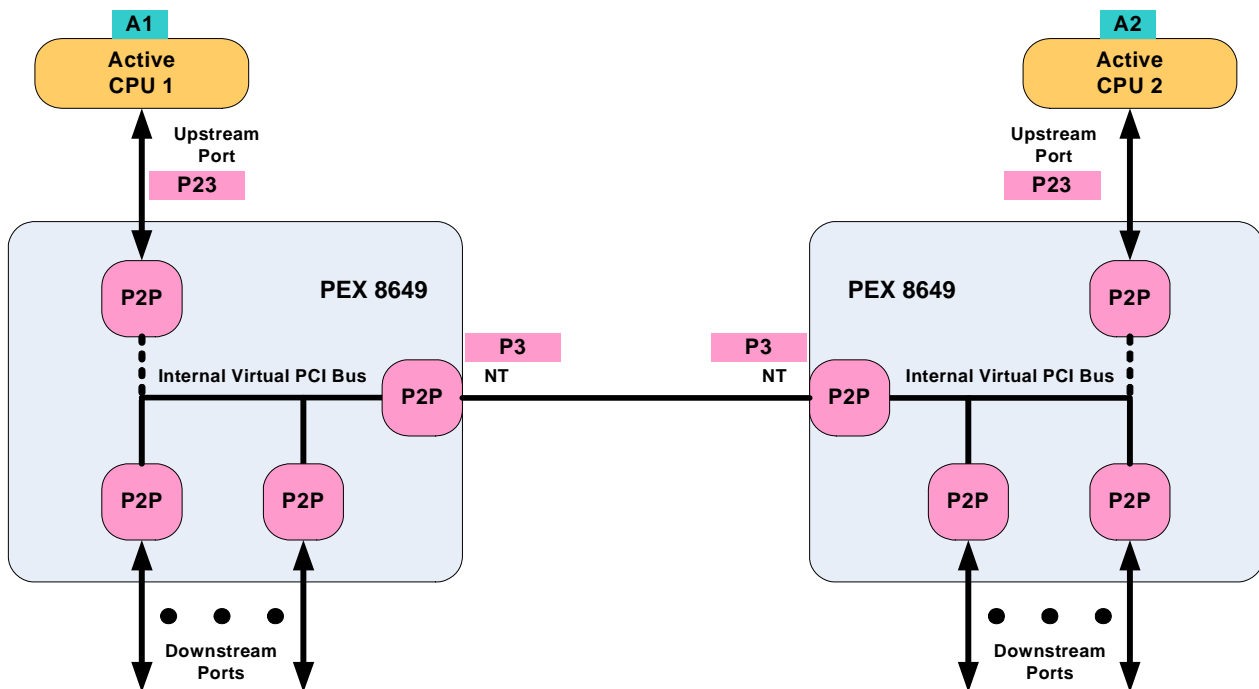 A1
Active
CPU 1
A2
Active
CPU 2
Upstream
Port
P23
Upstream
Port
P23
P2P
PEX 8649
PEX 8649
P2P
P3
NT
P3
NT
Internal Virtual PCI Bus
P2P
P2P
Internal Virtual PCI Bus
P2P
P2P
P2P
P2P
Downstream
Ports
Downstream
Ports